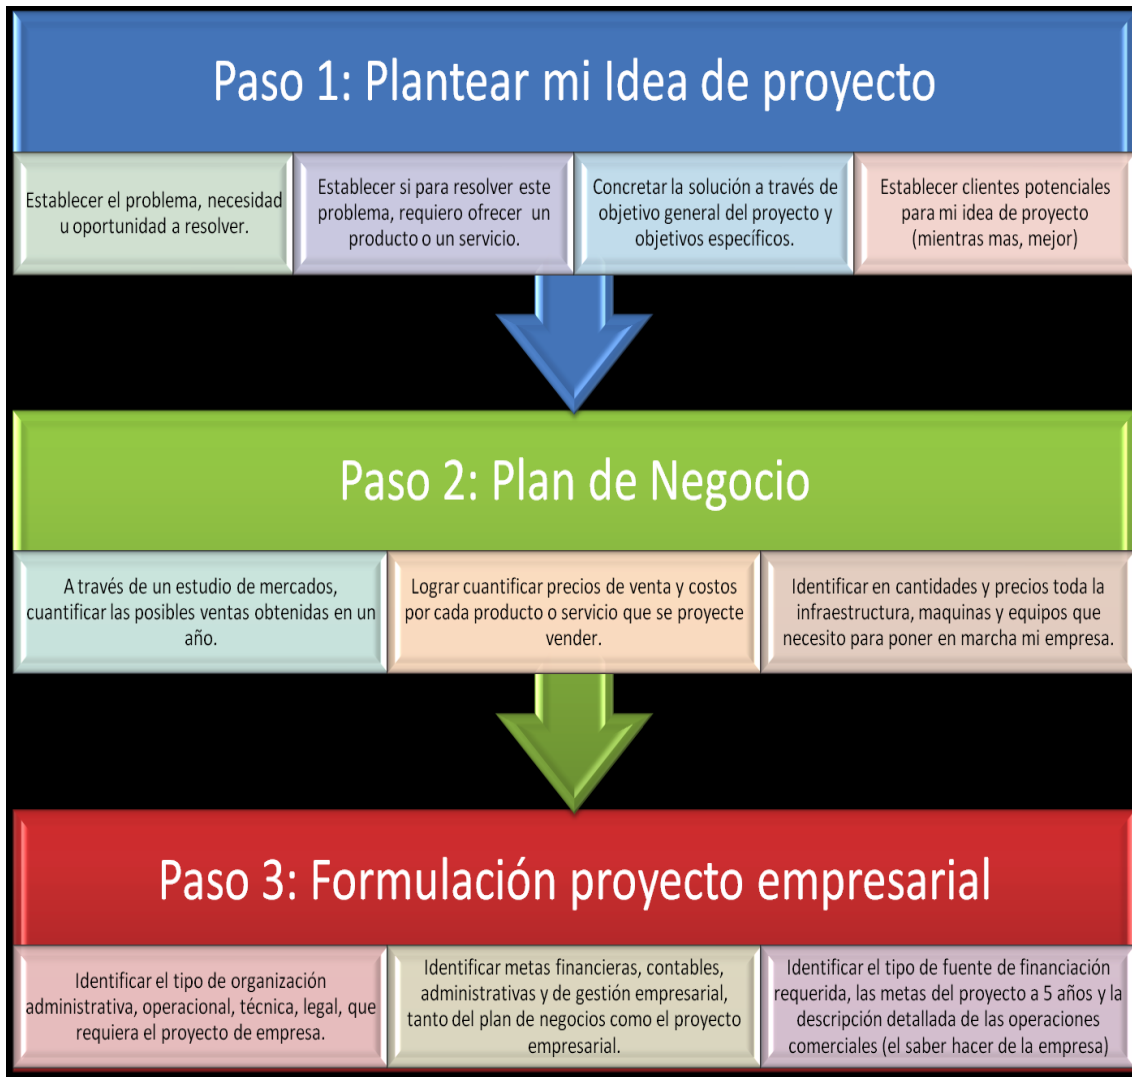 Paso 1: Plantear mi Idea de proyecto
Establecer el problema, necesidad
u oportunidad a resolver.
Establecer si para resolver este
problema, requiero ofrecer un
producto o un servicio.
Concretar la solución a través de
objetivo general del proyecto y
objetivos específicos.
Establecer clientes potenciales
para mi idea de proyecto
(mientras mas, mejor)
Paso 2: Plan de Negocio
A través de un estudio de mercados,
cuantificar las posibles ventas obtenidas en un
año.
Lograr cuantificar precios de venta y costos
por cada producto o servicio que se proyecte
vender.
Identificar en cantidades y precios toda la
infraestructura, maquinas y equipos que
necesito para poner en marcha mi empresa.
Paso 3: Formulación proyecto empresarial
Identificar el tipo de organización
administrativa, operacional, técnica, legal, que
requiera el proyecto de empresa.
Identificar metas financieras, contables,
administrativas y de gestión empresarial,
tanto del plan de negocios como el proyecto
empresarial.
Identificar el tipo de fuente de financiación
requerida, las metas del proyecto a 5 años y la
descripción detallada de las operaciones
comerciales (el saber hacer de la empresa)